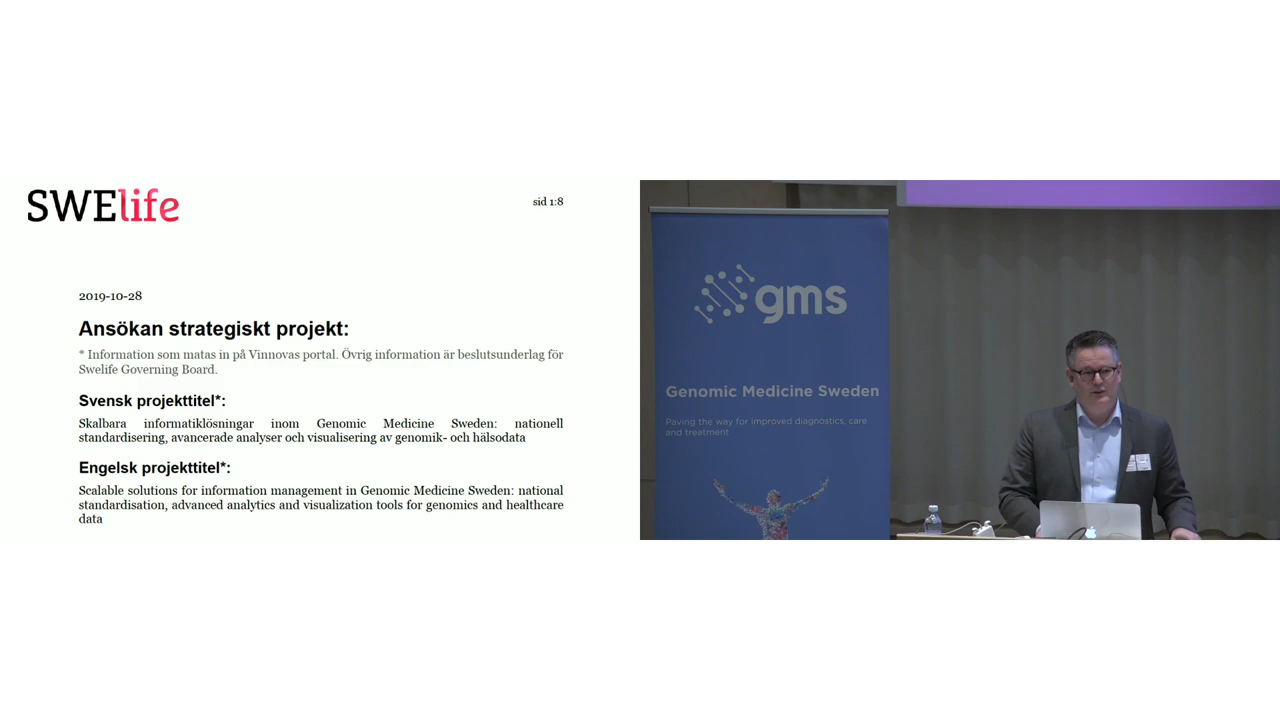 SWElife
sid 1:8
2019-10-28
Ansökan strategiskt projekt:
* Information som matas in på Vinnovas portal. Övrig information är beslutsunderlag för
Swelife Governing Board.
Svensk projekttitel*:
Skalbara informatiklösningar inom Genomic Medicine Sweden: nationell
standardisering, avancerade analyser och visualisering av genomik- och hälsodata
Engelsk projekttitel*:
Scalable solutions for information management in Genomic Medicine Sweden: national
standardisation, advanced analytics and visualization tools for genomics and healthcare
data
gms
Genomic Medicine Sweden
Paving the way for improved diagnostics, care
and treatment